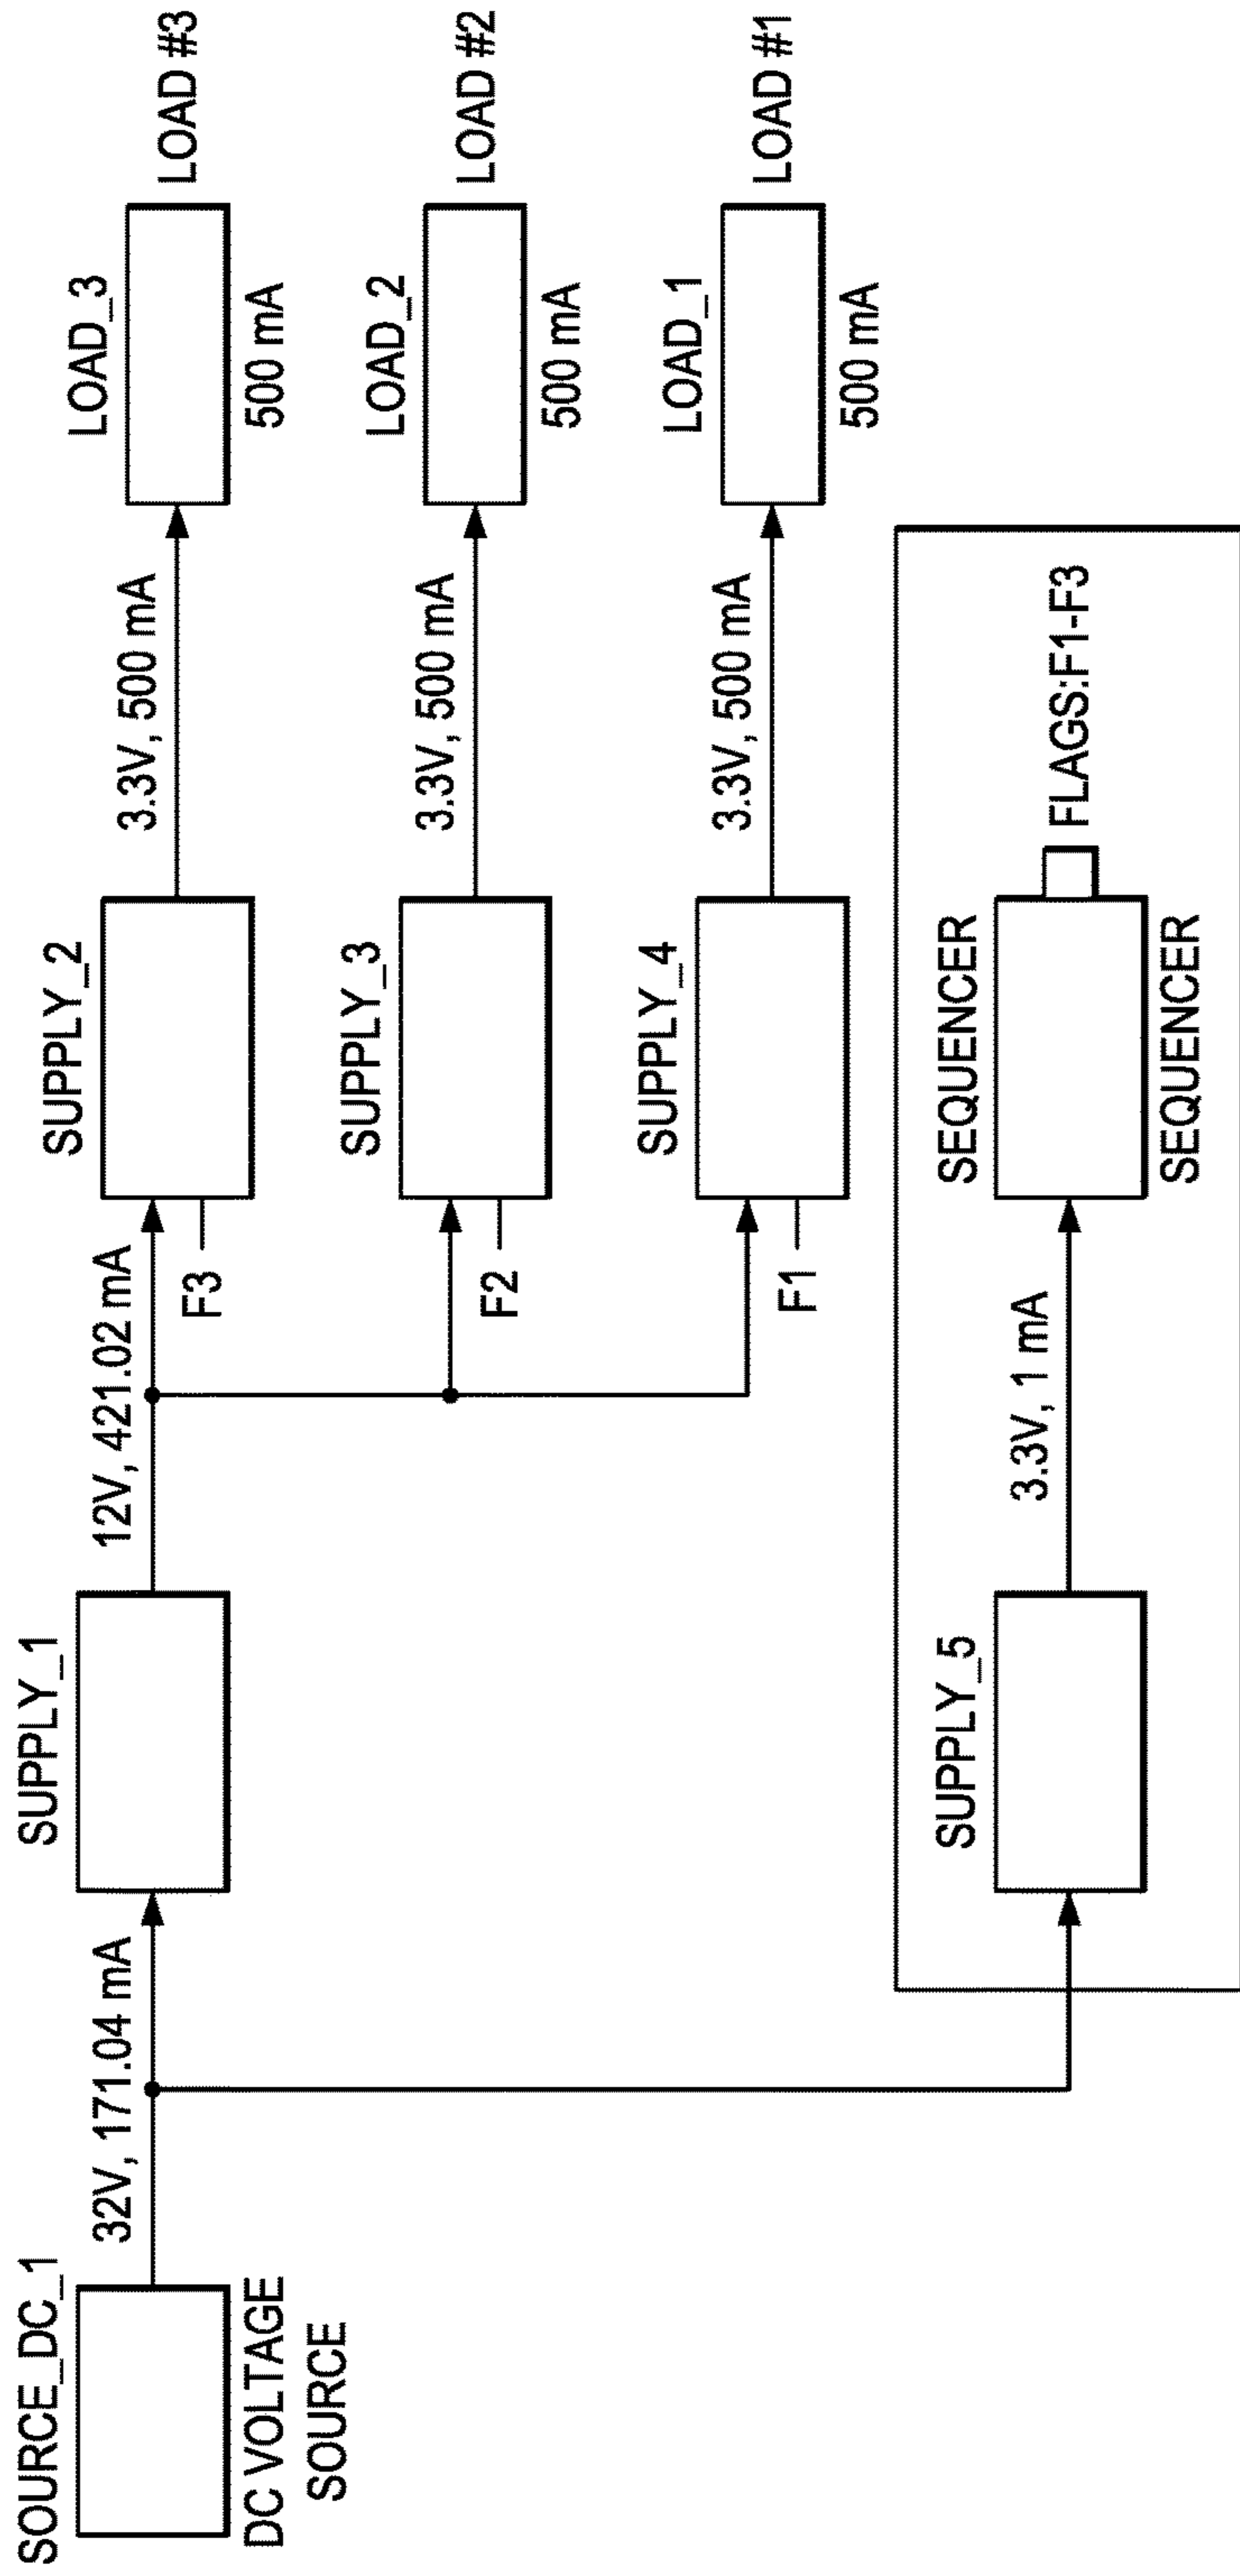 SOURCE_DC_1
DC VOLTAGE
SOURCE
32V, 171.04 mA
SUPPLY_1
12V, 421.02 mA
SUPPLY_2
F3
3.3V, 500 mA
LOAD_3
500 mA
LOAD #3
SUPPLY_3
F2
3.3V, 500 mA
LOAD_2
500 mA
LOAD #2
SUPPLY_4
F1
3.3V, 500 mA
LOAD_1
500 mA
LOAD #1
SUPPLY_5
3.3V, 1 mA
SEQUENCER
SEQUENCER
FLAGS:F1-F3